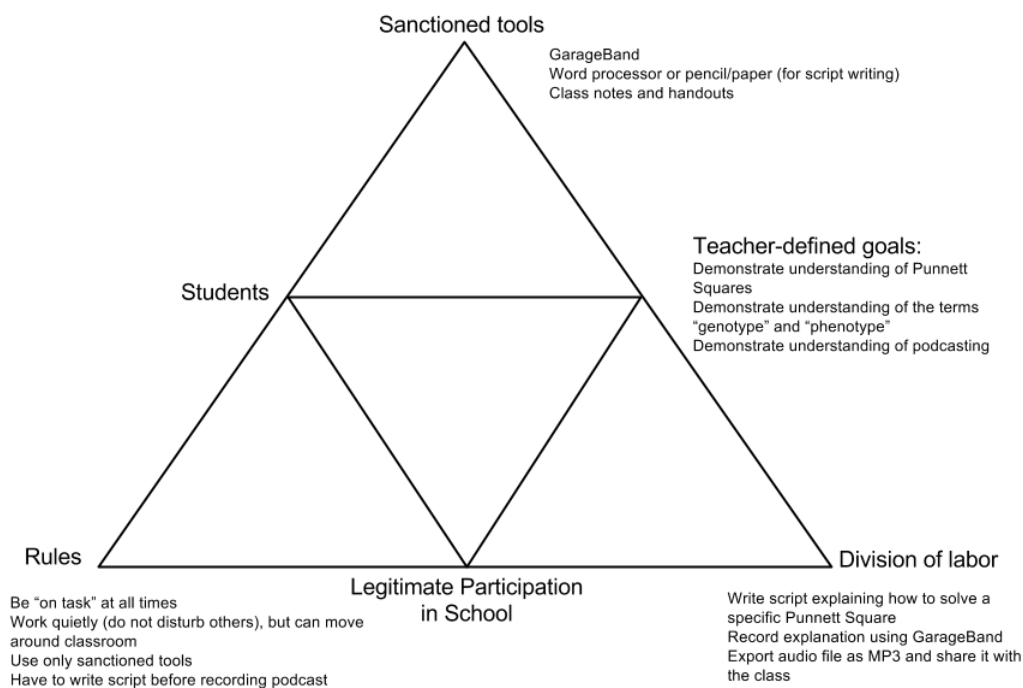 Sanctioned tools
GarageBand
Word processor or pencil/paper (for script writing)
Class notes and handouts
Students
Teacher-defined goals:
Demonstrate understanding of Punnett
Squares
Demonstrate understanding of the terms
“genotype” and “phenotype”
Demonstrate understanding of podcasting
Rules
Be “on task” at all times
Work quietly (do not disturb others), but can move
around classroom
Use only sanctioned tools
Have to write script before recording podcast
Legitimate Participation
in School
Division of labor
Write script explaining how to solve a
specific Punnett Square
Record explanation using GarageBand
Export audio file as MP3 and share it with
the class